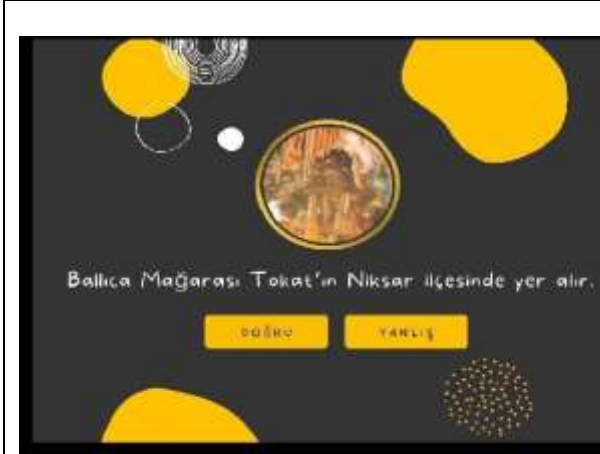 Ballıca Mağarası Tokat'ın Niksar ilçesinde yer alır.
DOĞRU
YANLIŞ